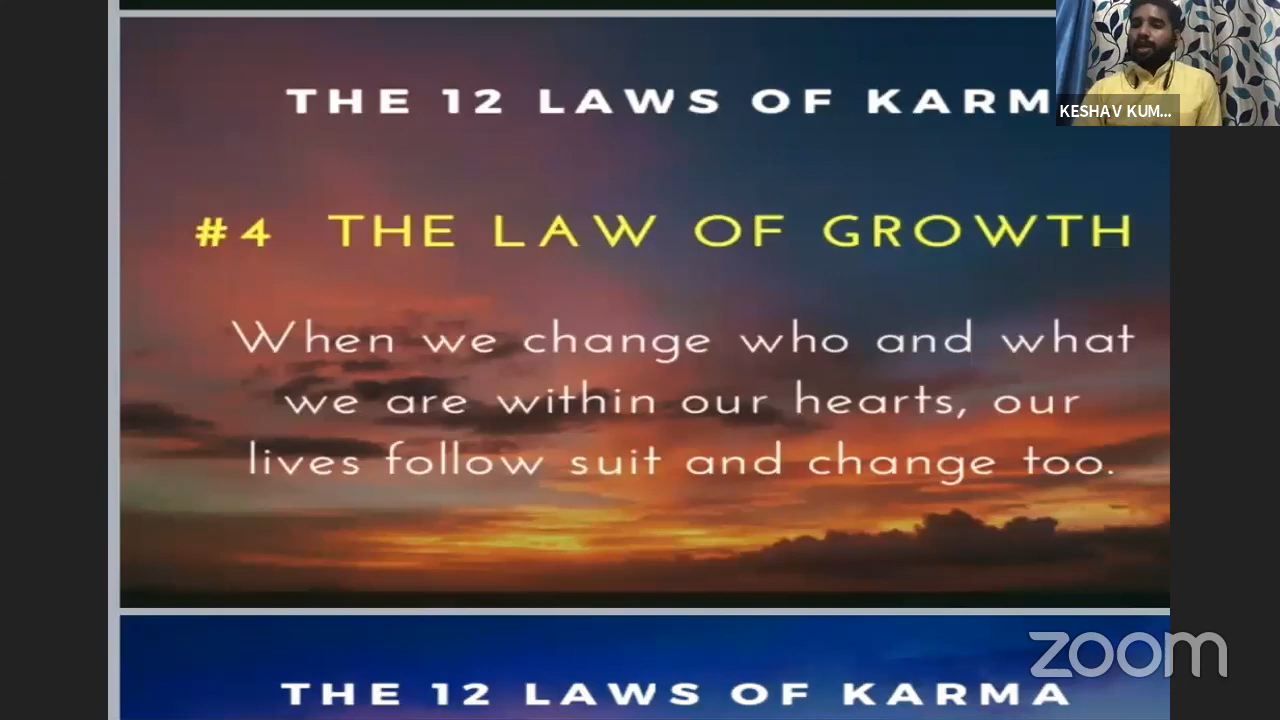 THE 12 LAWS OF KARM
KESHAV KUM...
#4 THE LAW OF GROWTH
When we change who and what
we are within our hearts, our
lives follow suit and change too.
zoom
THE 12 LAWS OF KARMA